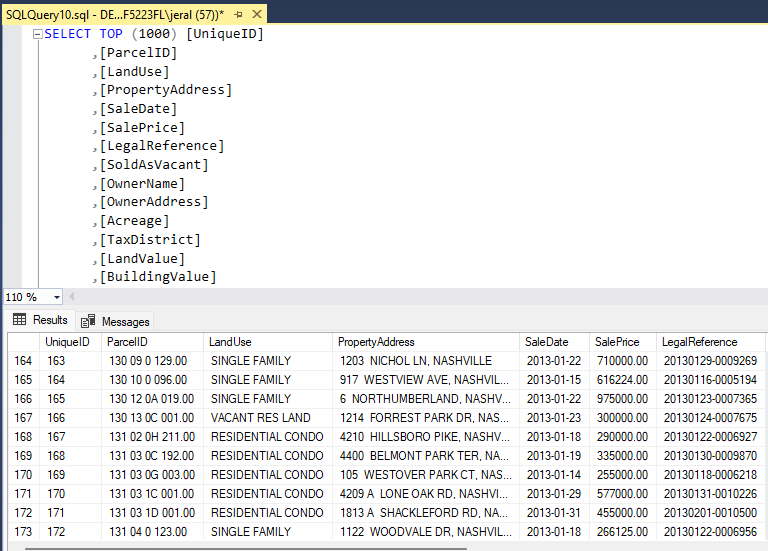 SQLQuery10.sql - DE...F5223FL\jeral (57))*
SELECT TOP (1000) [UniqueID]
,[ParcelID]
,[LandUse]
,[PropertyAddress]
,[SaleDate]
,[SalePrice]
,[LegalReference]
,[SoldAsVacant]
,[OwnerName]
,[OwnerAddress]
,[Acreage]
,[TaxDistrict]
,[LandValue]
,[BuildingValue]
110 %
Results Messages
UniqueID ParcelID LandUse PropertyAddress SaleDate SalePrice LegalReference
164 163 130 09 0 129.00 SINGLE FAMILY 1203 NICHOL LN, NASHVILLE 2013-01-22 710000.00 20130129-0009269
165 164 130 10 0 096.00 SINGLE FAMILY 917 WESTVIEW AVE, NASHVIL... 2013-01-15 616224.00 20130116-0005194
166 165 130 12 0A 019.00 SINGLE FAMILY 6 NORTHUMBERLAND, NASHV... 2013-01-22 975000.00 20130123-0007365
167 166 130 13 0C 001.00 VACANT RES LAND 1214 FORREST PARK DR, NAS... 2013-01-23 300000.00 20130124-0007675
168 167 131 02 0H 211.00 RESIDENTIAL CONDO 4210 HILLSBORO PIKE, NASHV... 2013-01-18 290000.00 20130122-0006927
169 168 131 03 0C 192.00 RESIDENTIAL CONDO 4400 BELMONT PARK TER, NA... 2013-01-19 335000.00 20130130-0009870
170 169 131 03 0G 003.00 RESIDENTIAL CONDO 105 WESTOVER PARK CT, NAS... 2013-01-14 255000.00 20130118-0006218
171 170 131 03 1C 001.00 RESIDENTIAL CONDO 4209 A LONE OAK RD, NASHVI... 2013-01-29 577000.00 20130131-0010226
172 171 131 03 1D 001.00 RESIDENTIAL CONDO 1813 A SHACKLEFORD RD, NA... 2013-01-31 455000.00 20130201-0010500
173 172 131 04 0 123.00 SINGLE FAMILY 1122 WOODVALE DR, NASHVIL... 2013-01-18 266125.00 20130122-0006956